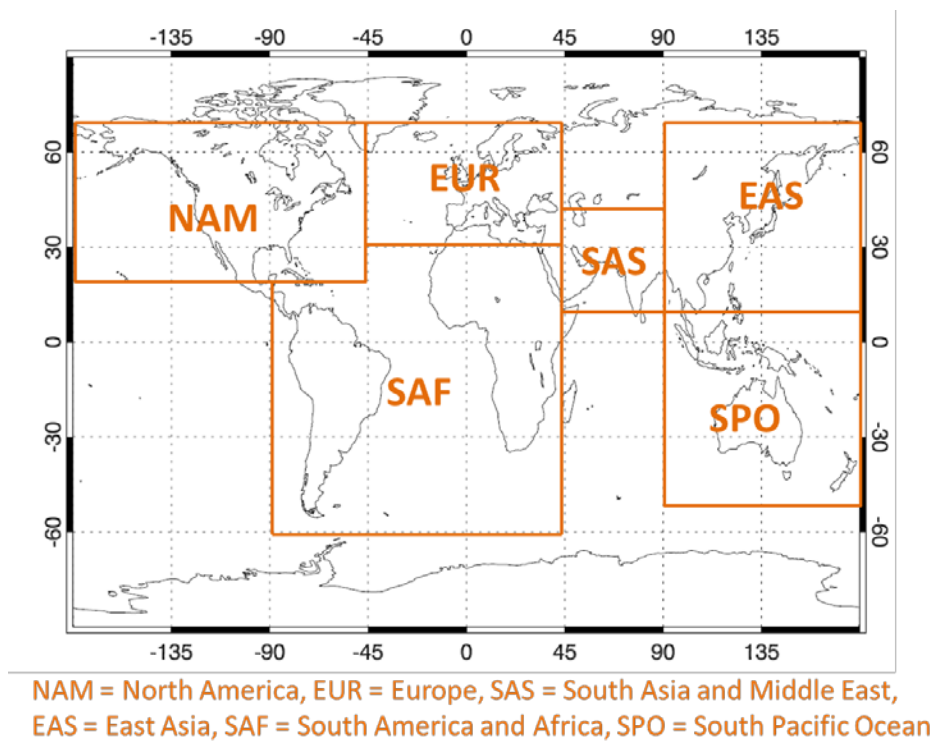 -135 -90 -45 0 45 90 135
60 60
EUR
EAS
NAM
30 30
SAS
0 0
SAF
SPO
-30 -30
-60 -60
-135 -90 -45 0 45 90 135
NAM = North America, EUR = Europe, SAS = South Asia and Middle East,
EAS = East Asia, SAF = South America and Africa, SPO = South Pacific Ocean